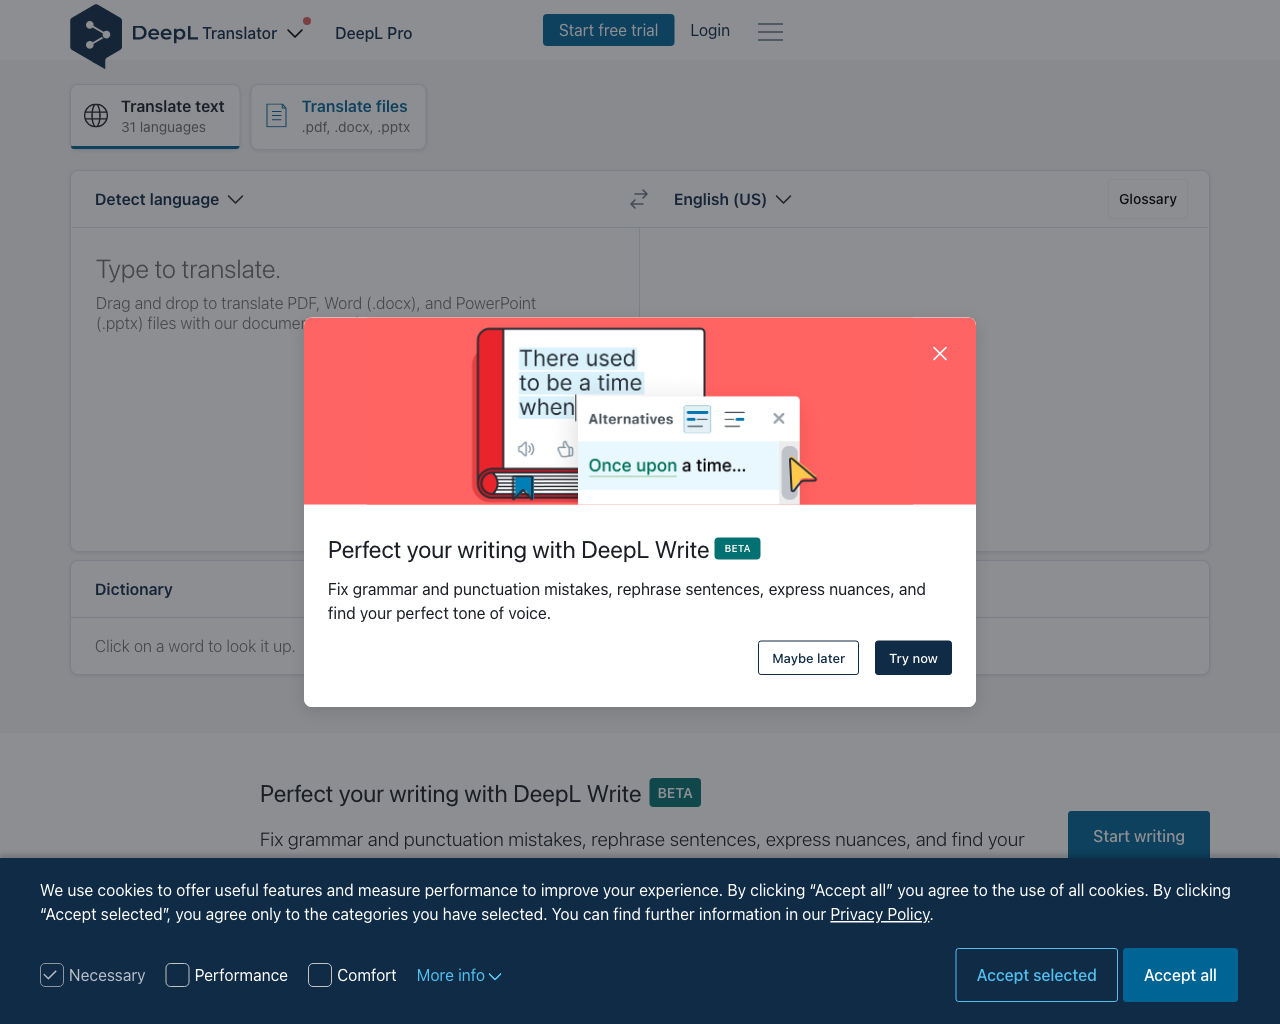 DeepL Translator DeepL Pro Start free trial Login
Translate text
31 languages
Translate files
.pdf, .docx, .pptx
Detect language English (US) Glossary
Type to translate.
Drag and drop to translate PDF, Word (.docx), and PowerPoint
(.pptx) files with our
There used
to be a time
when
Alternatives
Once upon a time...
Perfect your writing with DeepL Write BETA
Fix grammar and punctuation mistakes, rephrase sentences, express nuances, and
find your perfect tone of voice.
Maybe later Try now
Dictionary
Click on a word to look it up.
Perfect your writing with DeepL Write BETA
Fix grammar and punctuation mistakes, rephrase sentences, express nuances, and find your
Start writing
We use cookies to offer useful features and measure performance to improve your experience. By clicking “Accept all” you agree to the use of all cookies. By clicking
“Accept selected”, you agree only to the categories you have selected. You can find further information in our Privacy Policy.
Necessary Performance Comfort More info Accept selected Accept all